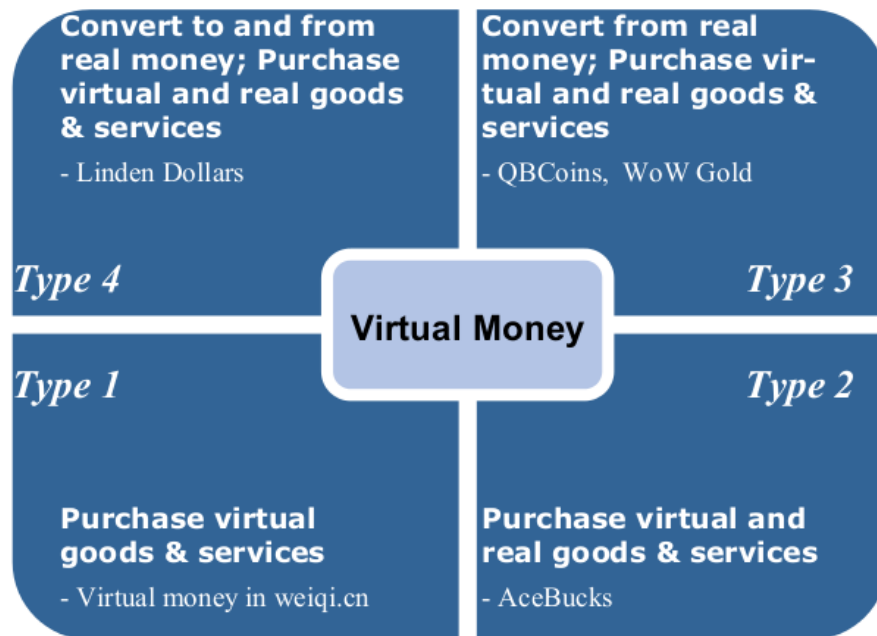 Convert to and from
real money; Purchase
virtual and real goods
& services
- Linden Dollars
Type 4
Convert from real
money; Purchase vir-
tual and real goods &
services
- QBCoins, WoW Gold
Type 3
Virtual Money
Type 1
Purchase virtual
goods & services
- Virtual money in weiqi.cn
Type 2
Purchase virtual and
real goods & services
- AceBucks